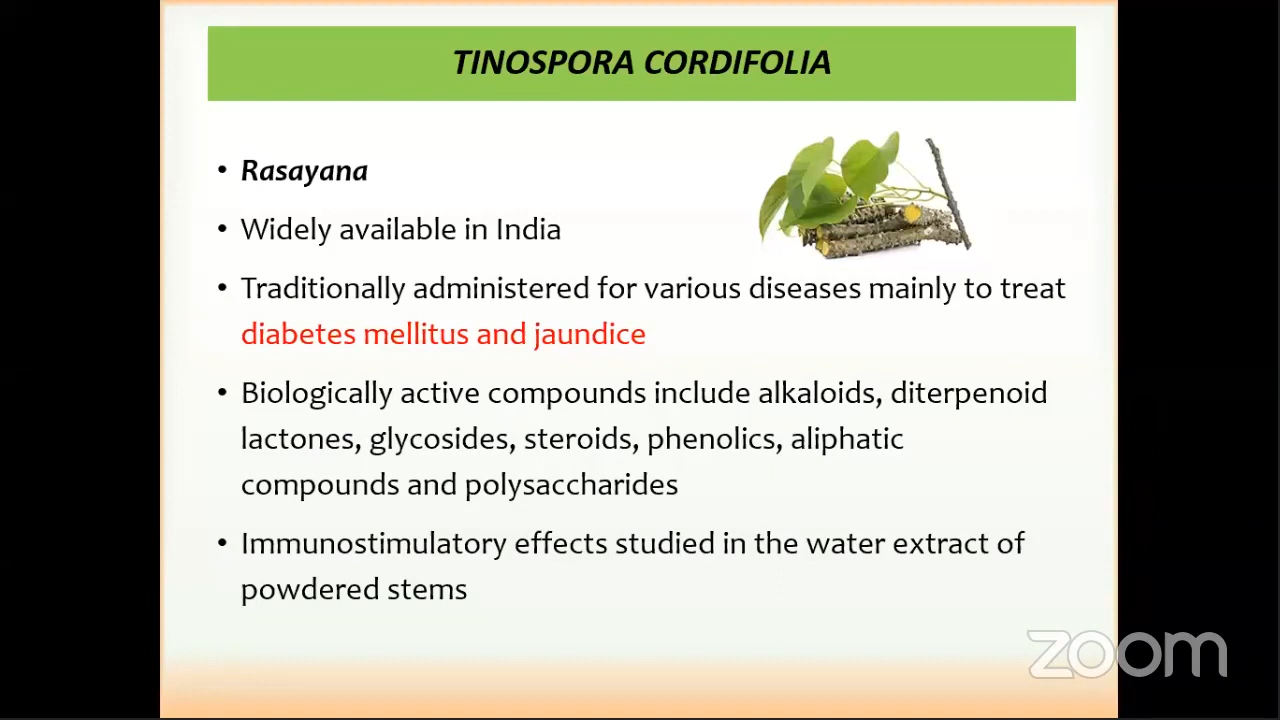 TINOSPORA CORDIFOLIA
• Rasayana
• Widely available in India
• Traditionally administered for various diseases mainly to treat
diabetes mellitus and jaundice
• Biologically active compounds include alkaloids, diterpenoid
lactones, glycosides, steroids, phenolics, aliphatic
compounds and polysaccharides
• Immunostimulatory effects studied in the water extract of
powdered stems
zoom